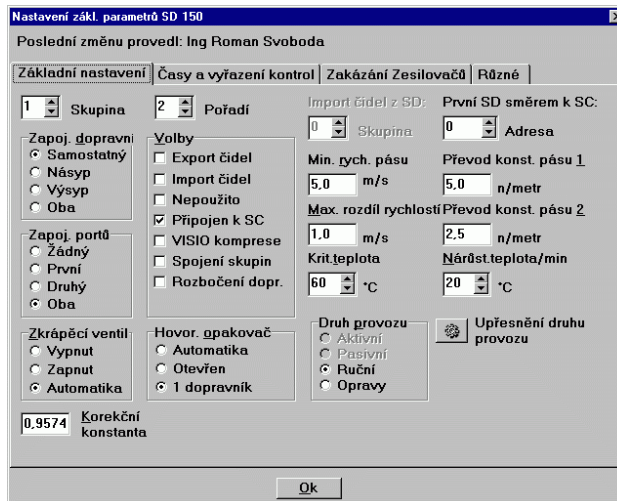 Nastavení zákl. parametrů SD 150
Poslední změnu provedl: Ing Roman Svoboda
Základní nastavení Časy a vyřazení kontrol Zakázání Zesilovačů Různé
1 Skupina
2 Pořadí
Import čidel z SD:
0 Skupina
První SD směrem k SC:
0 Adresa
Zapoj. dopravni
Samostatný
Násyp
Výsyp
Oba
Volby
Export čidel
Import čidel
Nepoužito
Připojen k SC
VISIO komprese
Spojení skupin
Rozbočení dopr.
Min. rych. pásu
5,0 m/s
Převod konst. pásu 1
5,0 n/metr
Max. rozdíl rychlostí
1,0 m/s
Převod konst. pásu 2
2,5 n/metr
Zapoj. portů
Žádný
První
Druhý
Oba
Krit.teplota
60 °C
Nárůst.teplota/min
20 °C
Zkrápěcí ventil
Vypnut
Zapnut
Automatika
Hovor. opakovač
Automatika
Otevřen
1 dopravník
Druh provozu
Aktivní
Pasivní
Ruční
Opravy
Upřesnění druhu
provozu
0,9574 Korekční
konstanta
Ok